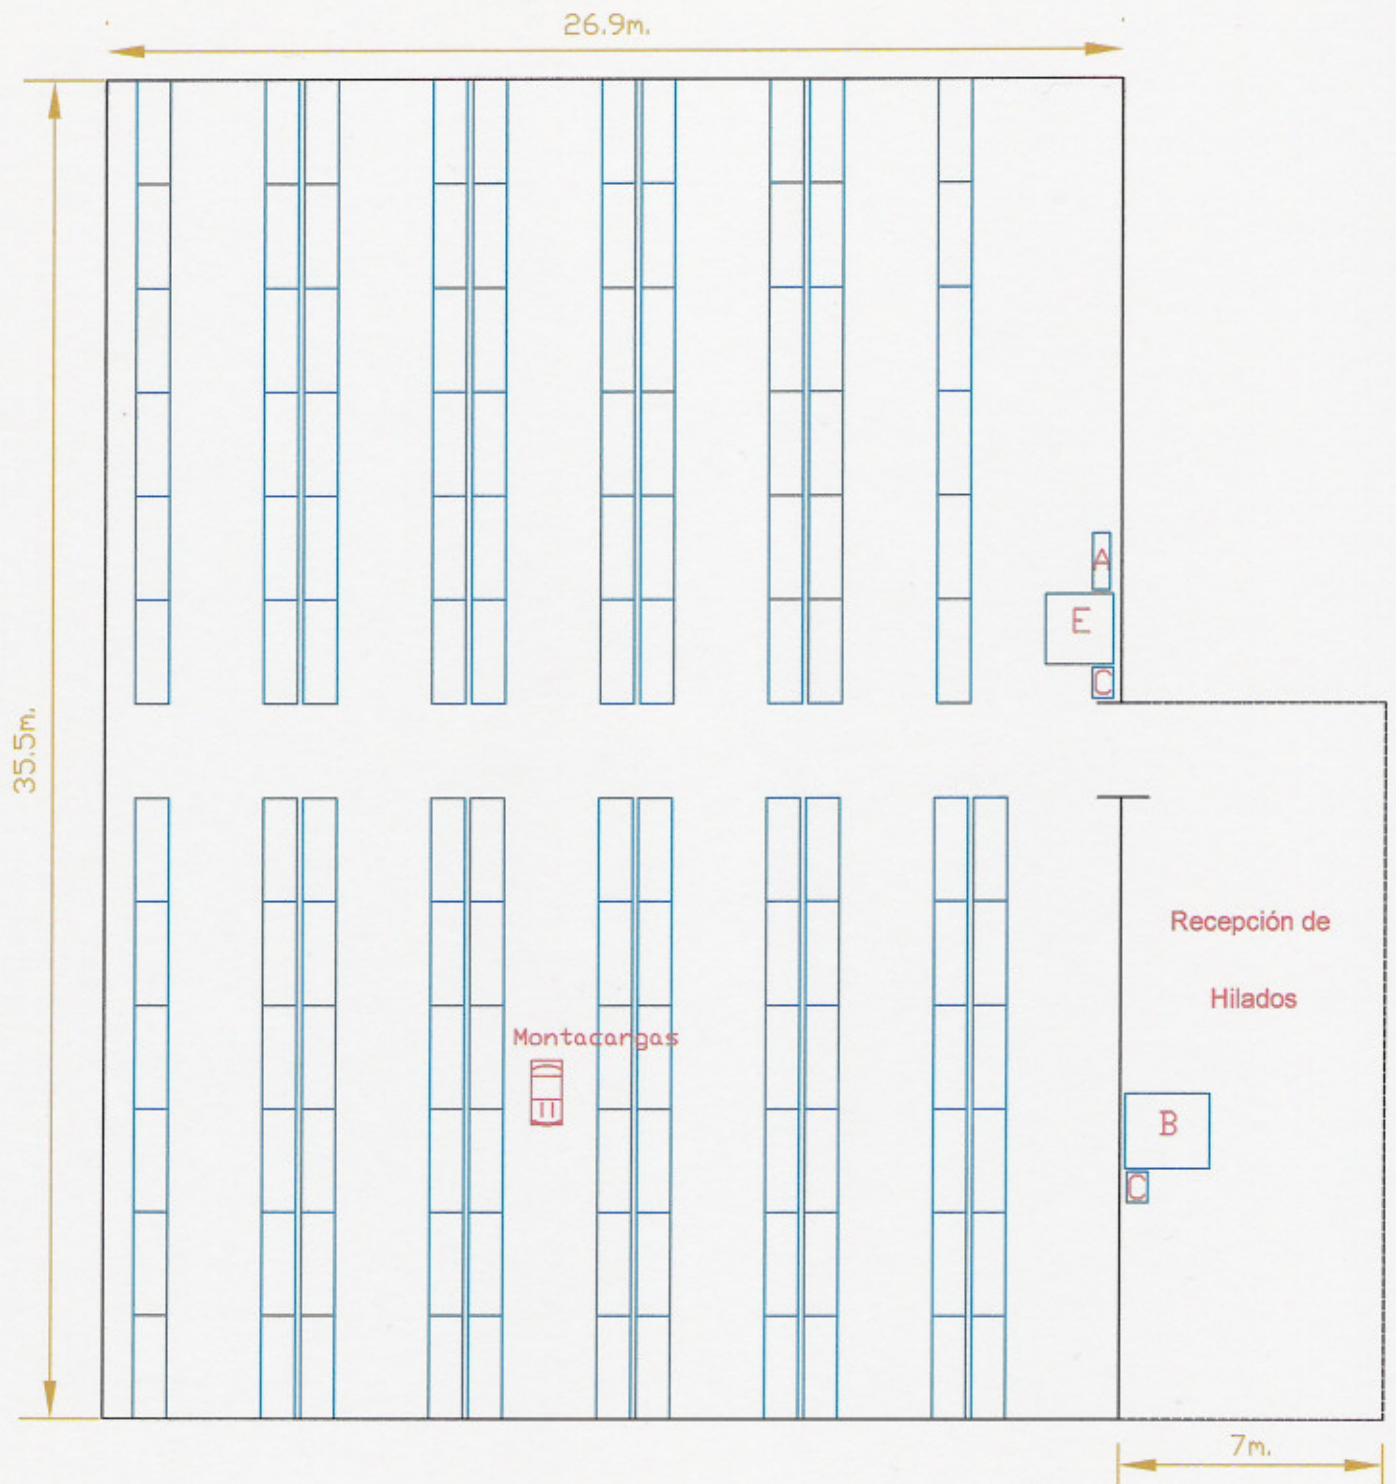 26.9m.
A
E
C
35.5m.
Recepción de
Hilados
Montacargas
B
C
7m.